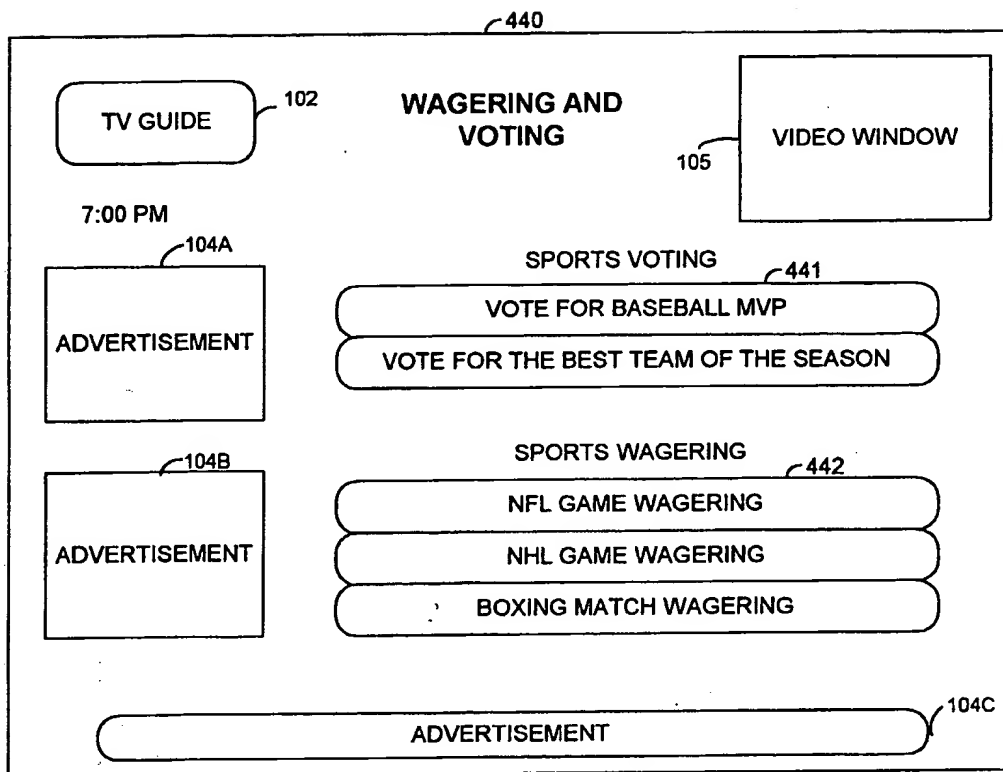 440
TV GUIDE
102
WAGERING AND
VOTING
VIDEO WINDOW
105
7:00 PM
104A
ADVERTISEMENT
SPORTS VOTING
441
VOTE FOR BASEBALL MVP
VOTE FOR THE BEST TEAM OF THE SEASON
104B
ADVERTISEMENT
SPORTS WAGERING
442
NFL GAME WAGERING
NHL GAME WAGERING
BOXING MATCH WAGERING
ADVERTISEMENT
104C